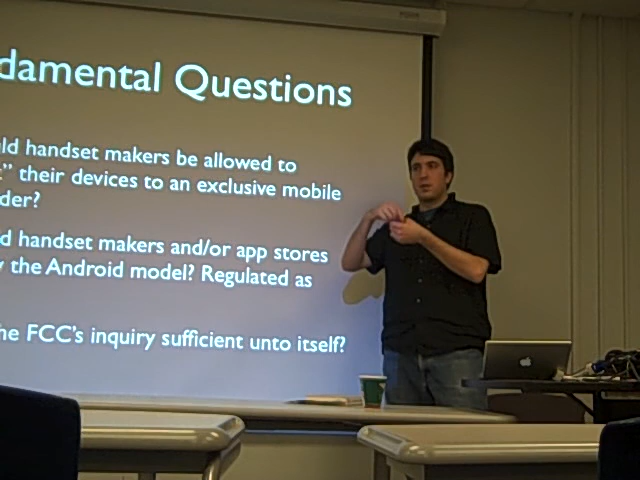 damental Questions
ld handset makers be allowed to
" their devices to an exclusive mobile
der?
d handset makers and/or app stores
the Android model? Regulated as
he FCC's inquiry sufficient unto itself?